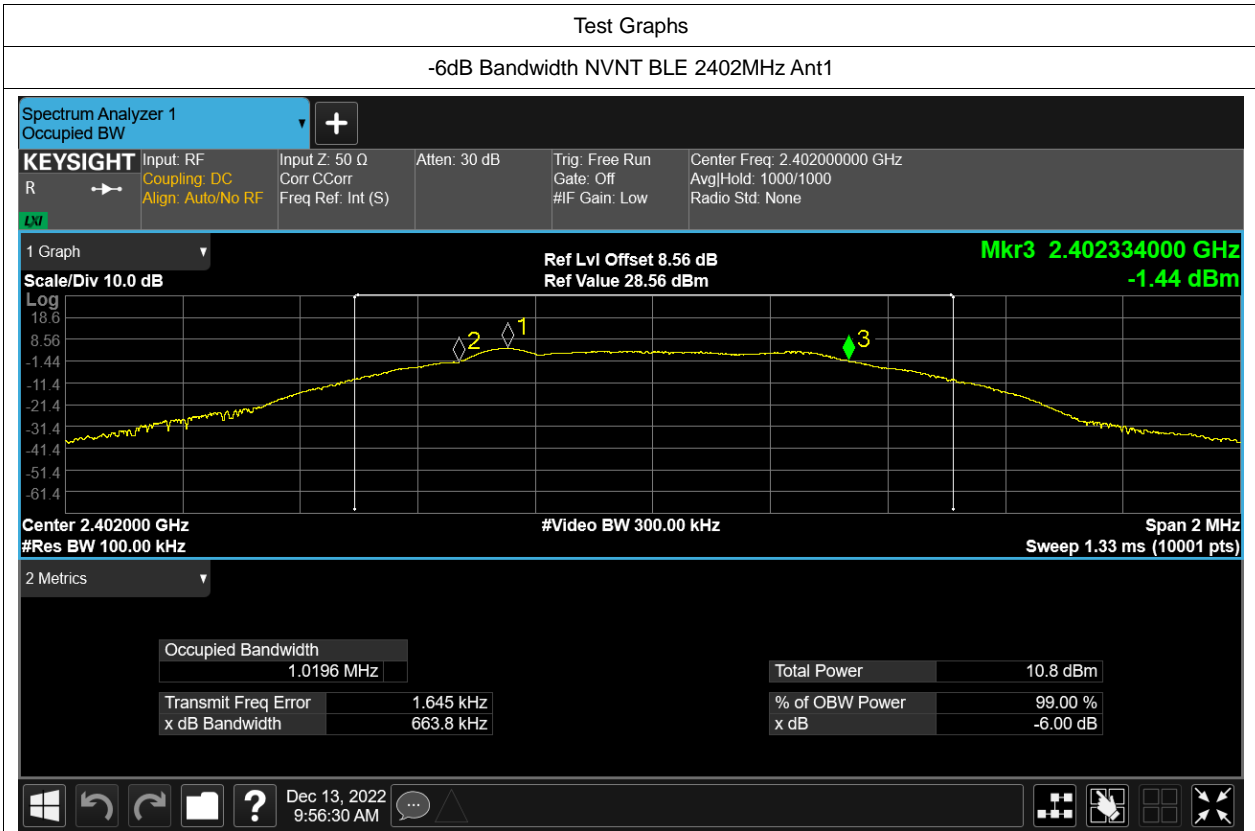 Test Graphs
-6dB Bandwidth NVNT BLE 2402MHz Ant1
Spectrum Analyzer 1
Occupied BW
KEYSIGHT
R
LXI
Input: RF
Coupling: DC
Align: Auto/No RF
Input Z: 50 Ω
Corr CCorr
Freq Ref: Int (S)
Atten: 30 dB
Trig: Free Run
Gate: Off
#IF Gain: Low
Center Freq: 2.402000000 GHz
Avg|Hold: 1000/1000
Radio Std: None
1 Graph
Scale/Div 10.0 dB
Ref Lvl Offset 8.56 dB
Ref Value 28.56 dBm
Mkr3 2.402334000 GHz
-1.44 dBm
Log
18.6
8.56
-1.44
-11.4
-21.4
-31.4
-41.4
-51.4
-61.4
2
1
3
Center 2.402000 GHz
#Res BW 100.00 kHz
#Video BW 300.00 kHz
Span 2 MHz
Sweep 1.33 ms (10001 pts)
2 Metrics
Occupied Bandwidth
1.0196 MHz
Transmit Freq Error 1.645 kHz
x dB Bandwidth 663.8 kHz
Total Power 10.8 dBm
% of OBW Power 99.00 %
x dB -6.00 dB
?
Dec 13, 2022
9:56:30 AM